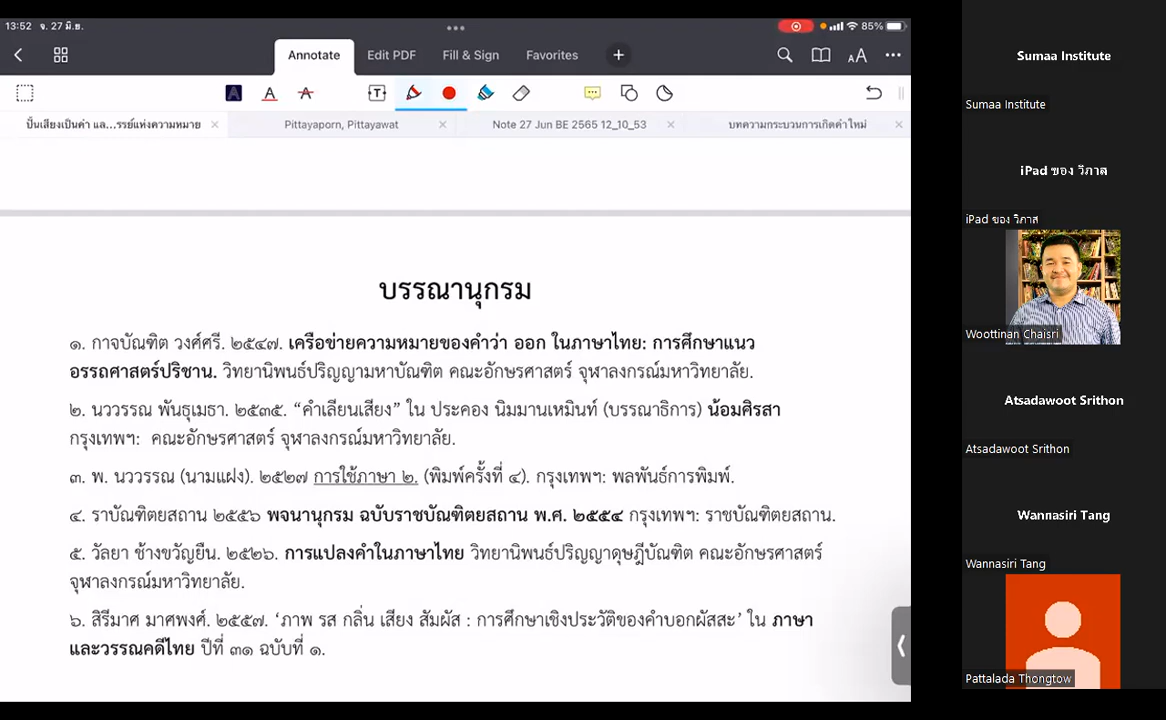 13:52 จ. 27 มิ.ย.
85%
Annotate Edit PDF Fill & Sign Favorites
ปั้นเสียงเป็นคำ แล...รรย์แห่งความหมาย
Pittayaporn, Pittayawat
Note 27 Jun BE 2565 12_10_53
บทความกระบวนการเกิดคำใหม่
บรรณานุกรม
๑. กาจบัณฑิต วงศ์ศรี. ๒๕๔๗. เครือข่ายความหมายของคำว่า ออก ในภาษาไทย: การศึกษาแนว
อรรถศาสตร์ปริชาน. วิทยานิพนธ์ปริญญามหาบัณฑิต คณะอักษรศาสตร์ จุฬาลงกรณ์มหาวิทยาลัย.
๒. นววรรณ พันธุเมธา. ๒๕๓๕. “คำเลียนเสียง” ใน ประคอง นิมมานเหมินท์ (บรรณาธิการ) น้อมศิรสา
กรุงเทพฯ: คณะอักษรศาสตร์ จุฬาลงกรณ์มหาวิทยาลัย.
๓. พ. นววรรณ (นามแฝง). ๒๕๒๗ การใช้ภาษา ๒. (พิมพ์ครั้งที่ ๔). กรุงเทพฯ: พลพันธ์การพิมพ์.
๔. ราบัณฑิตยสถาน ๒๕๕๖ พจนานุกรม ฉบับราชบัณฑิตยสถาน พ.ศ. ๒๕๕๔ กรุงเทพฯ: ราชบัณฑิตยสถาน.
๕. วัลยา ช้างขวัญยืน. ๒๕๒๖. การแปลงคำในภาษาไทย วิทยานิพนธ์ปริญญาดุษฎีบัณฑิต คณะอักษรศาสตร์
จุฬาลงกรณ์มหาวิทยาลัย.
๖. สิรีมาศ มาศพงศ์. ๒๕๕๗. ‘ภาพ รส กลิ่น เสียง สัมผัส : การศึกษาเชิงประวัติของคำบอกผัสสะ’ ใน ภาษา
และวรรณคดีไทย ปีที่ ๓๑ ฉบับที่ ๑.
Sumaa Institute
Sumaa Institute
iPad ของ วิภาส
iPad ของ วิภาส
Woottinan Chaisri
Atsadawoot Srithon
Atsadawoot Srithon
Wannasiri Tang
Wannasiri Tang
Pattalada Thongtow